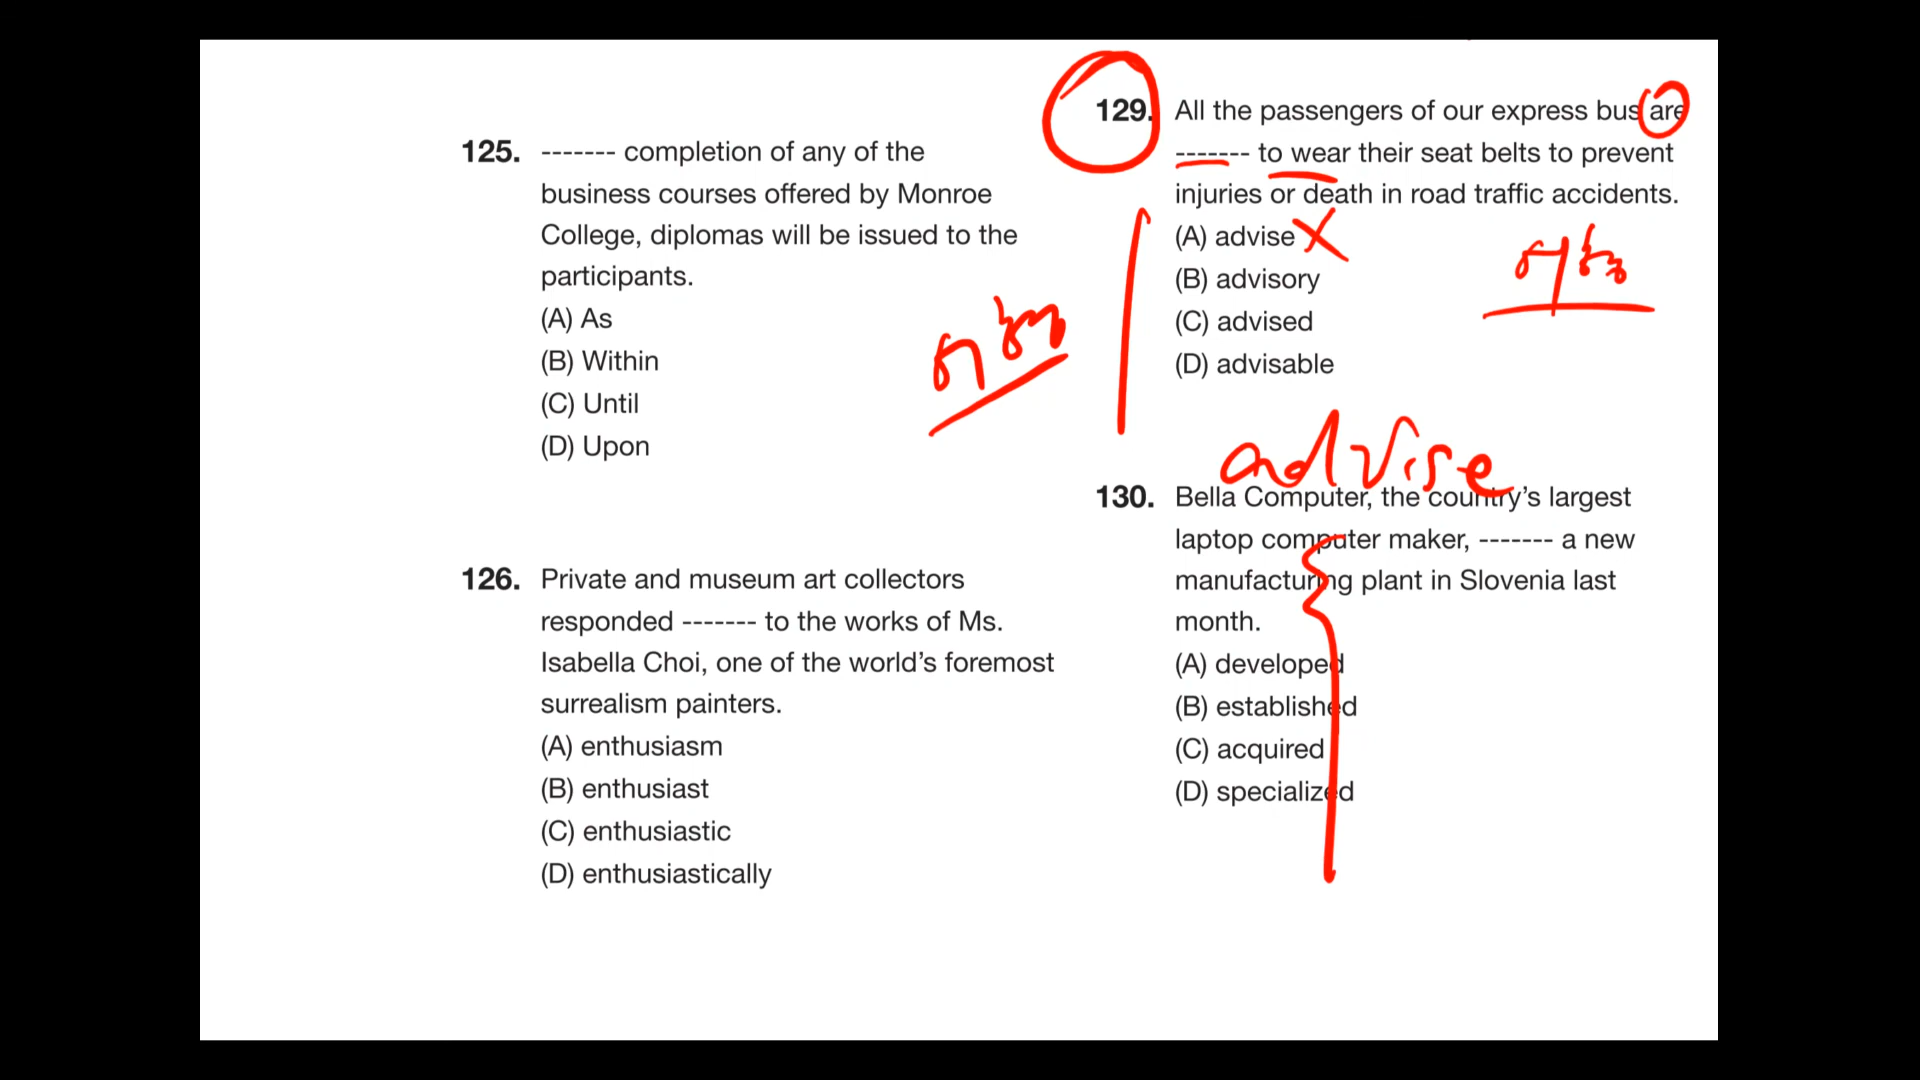 125. ------- completion of any of the
business courses offered by Monroe
College, diplomas will be issued to the
participants.
(A) As
(B) Within
(C) Until
(D) Upon
126. Private and museum art collectors
responded ------- to the works of Ms.
Isabella Choi, one of the world’s foremost
surrealism painters.
(A) enthusiasm
(B) enthusiast
(C) enthusiastic
(D) enthusiastically
129. All the passengers of our express bus are
------- to wear their seat belts to prevent
injuries or death in road traffic accidents.
(A) advise
(B) advisory
(C) advised
(D) advisable
advise
130. Bella Computer, the country’s largest
laptop computer maker, ------- a new
manufacturing plant in Slovenia last
month.
(A) developed
(B) established
(C) acquired
(D) specialized